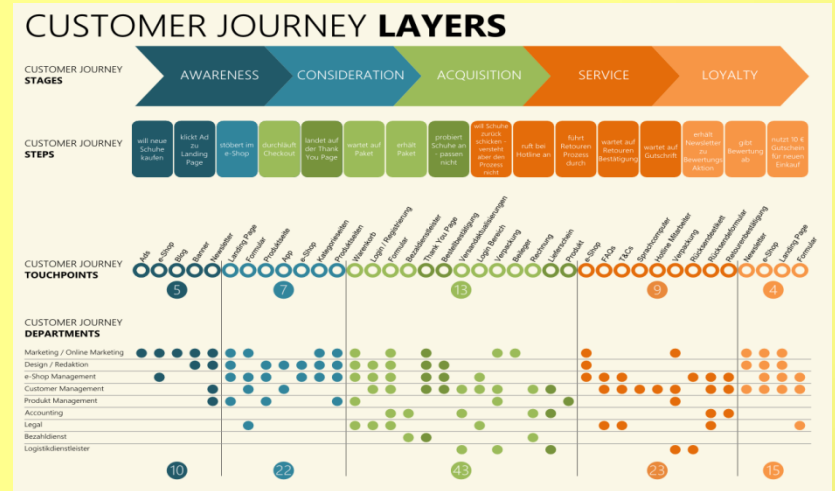 CUSTOMER JOURNEY LAYERS
CUSTOMER JOURNEY
STAGES
AWARENESS
CONSIDERATION
ACQUISITION
SERVICE
LOYALTY
CUSTOMER JOURNEY
STEPS
will neue
Schuhe
kaufen
klickt Ad
zu
Landing
Page
stöbert im
e-Shop
durchläuft
Checkout
landet auf
der Thank
You Page
wartet auf
Paket
erhält
Paket
probiert
Schuhe an
- passen
nicht
will Schuhe
zurück
schicken -
versteht
aber den
Prozess
nicht
ruft bei
Hotline an
führt
Retouren
Prozess
durch
wartet auf
Retouren
Bestätigung
wartet auf
Gutschrift
erhält
Newsletter
zu
Bewertungs
Aktion
gibt
Bewertung
ab
nutzt 10 €
Gutschein
für neuen
Einkauf
CUSTOMER JOURNEY
TOUCHPOINTS
Ads
e-Shop
Blog
Banner
Newsletter
Landing Page
Formular
Produktseite
App
e-Shop
Kategorieseiten
Produktseiten
Warenkorb
Login / Registrierung
Formular
Bezahldienstleister
Thank You Page
Bestellbestätigung
Versandaktualisierungen
Login Bereich
Verpackung
Beileger
Rechnung
Lieferschein
Produkt
e-Shop
FAQs
T&Cs
Sprachcomputer
Hotline Mitarbeiter
Verpackung
Rücksendeetikett
Rücksendeformular
Retourenbestätigung
Newsletter
e-Shop
Landing Page
Formular
5
7
13
9
4
CUSTOMER JOURNEY
DEPARTMENTS
Marketing / Online Marketing
Design / Redaktion
e-Shop Management
Customer Management
Produkt Management
Accounting
Legal
Bezahldienst
Logistikdienstleister
10
22
43
23
15